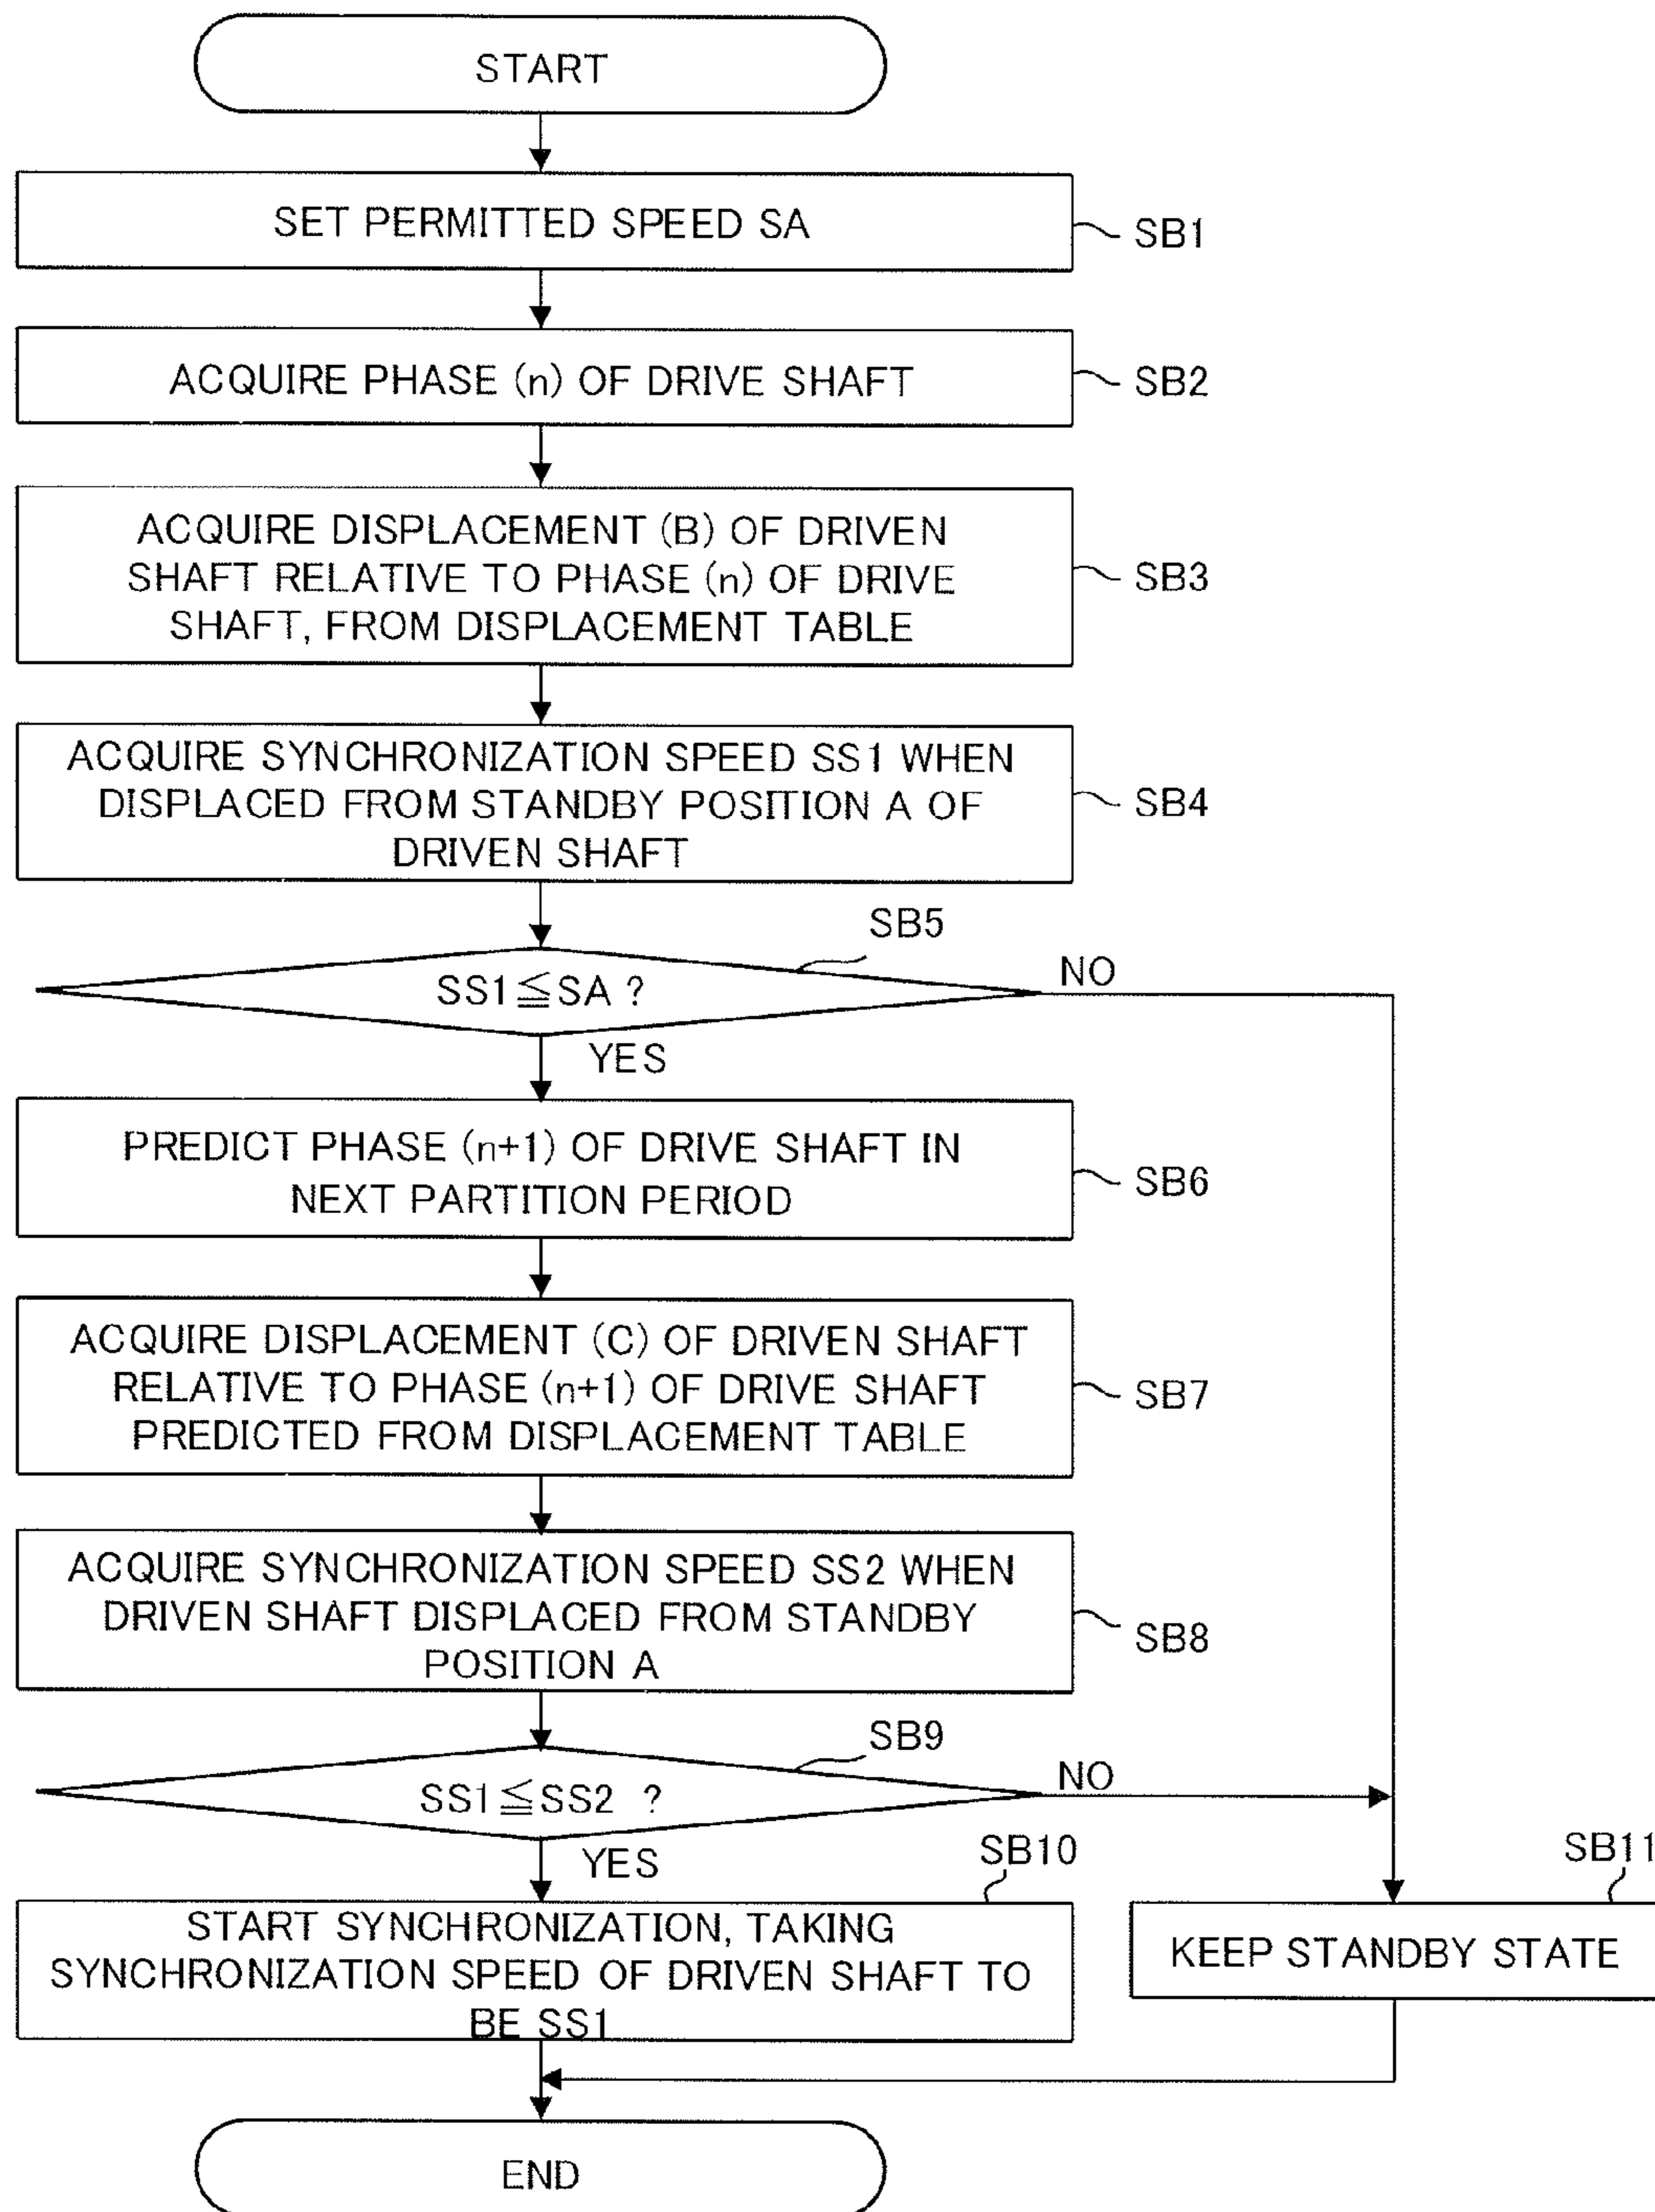 START
SET PERMITTED SPEED SA
SB1
ACQUIRE PHASE (n) OF DRIVE SHAFT
SB2
ACQUIRE DISPLACEMENT (B) OF DRIVEN
SHAFT RELATIVE TO PHASE (n) OF DRIVE
SHAFT, FROM DISPLACEMENT TABLE
SB3
ACQUIRE SYNCHRONIZATION SPEED SS1 WHEN
DISPLACED FROM STANDBY POSITION A OF
DRIVEN SHAFT
SB4
SB5
SS1≦SA ?
NO
YES
PREDICT PHASE (n+1) OF DRIVE SHAFT IN
NEXT PARTITION PERIOD
SB6
ACQUIRE DISPLACEMENT (C) OF DRIVEN SHAFT
RELATIVE TO PHASE (n+1) OF DRIVE SHAFT
PREDICTED FROM DISPLACEMENT TABLE
SB7
ACQUIRE SYNCHRONIZATION SPEED SS2 WHEN
DRIVEN SHAFT DISPLACED FROM STANDBY
POSITION A
SB8
SB9
SS1≦SS2 ?
NO
YES
SB10
START SYNCHRONIZATION, TAKING
SYNCHRONIZATION SPEED OF DRIVEN SHAFT TO
BE SS1
SB11
KEEP STANDBY STATE
END